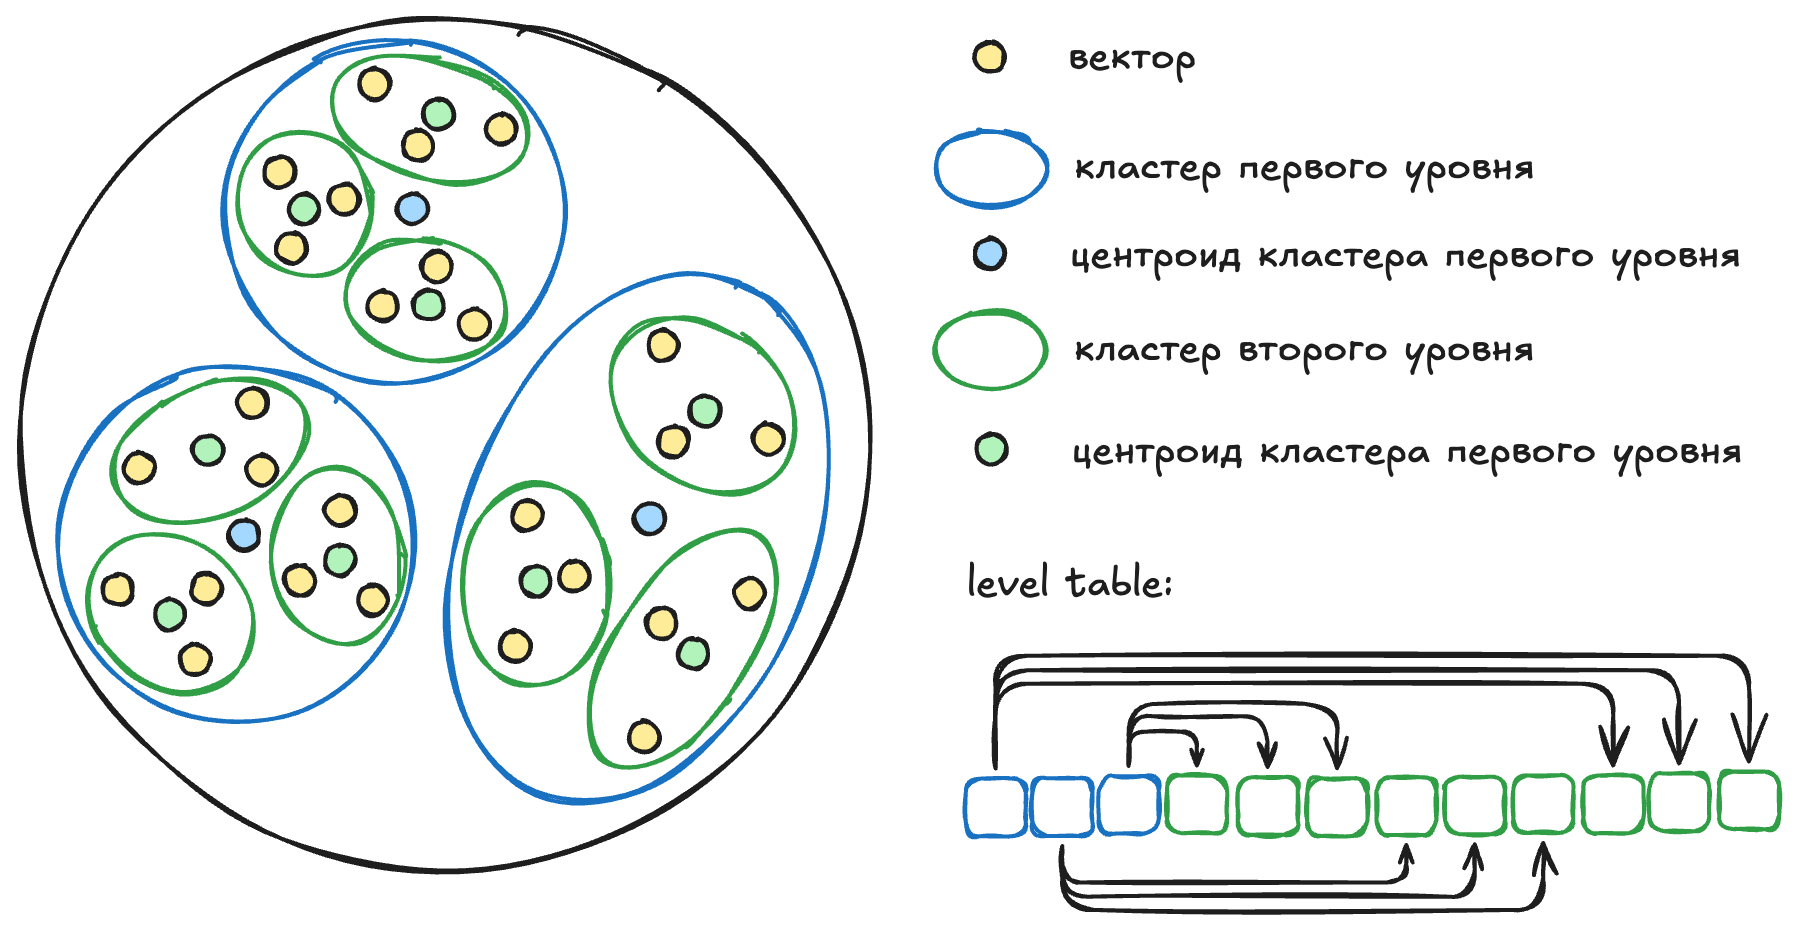 вектор
кластер первого уровня
центроид кластера первого уровня
кластер второго уровня
центроид кластера первого уровня
level table: